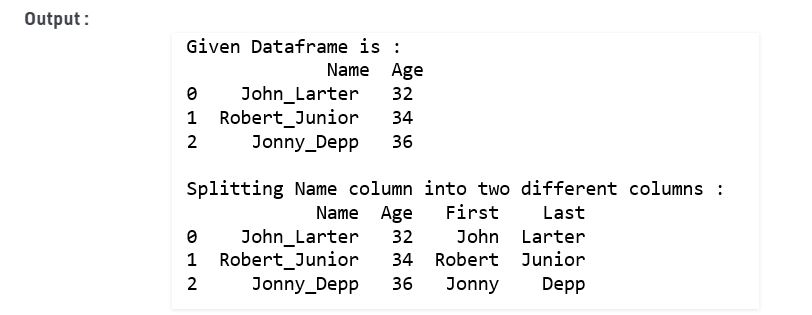 Output :
Given Dataframe is :
Name Age
0 John_Larter 32
1 Robert_Junior 34
2 Jonny_Depp 36
Splitting Name column into two different columns :
Name Age First Last
0 John_Larter 32 John Larter
1 Robert_Junior 34 Robert Junior
2 Jonny_Depp 36 Jonny Depp